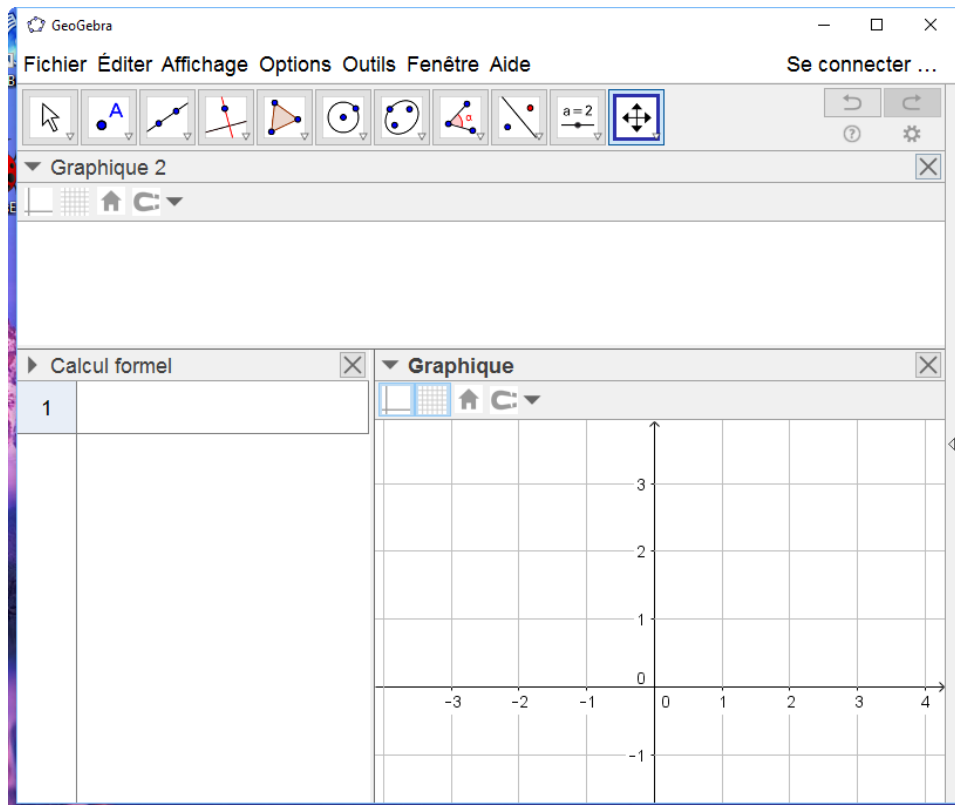 GeoGebra
Fichier Éditer Affichage Options Outils Fenêtre Aide Se connecter ...
A α a = 2
Graphique 2
Calcul formel
Graphique
1
3
2
1
0
-3 -2 -1 0 1 2 3 4
-1